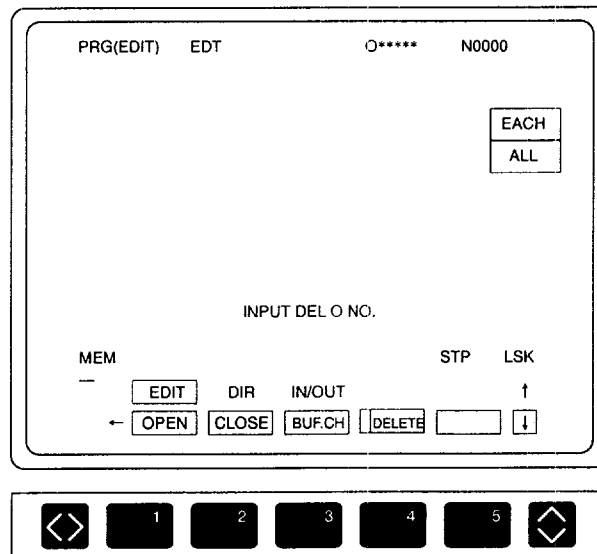 PRG(EDIT) EDT O***** N0000
EACH
ALL
INPUT DEL O NO.
MEM STP LSK
EDIT DIR IN/OUT ↑
← OPEN CLOSE BUF.CH DELETE ↓
1 2 3 4 5